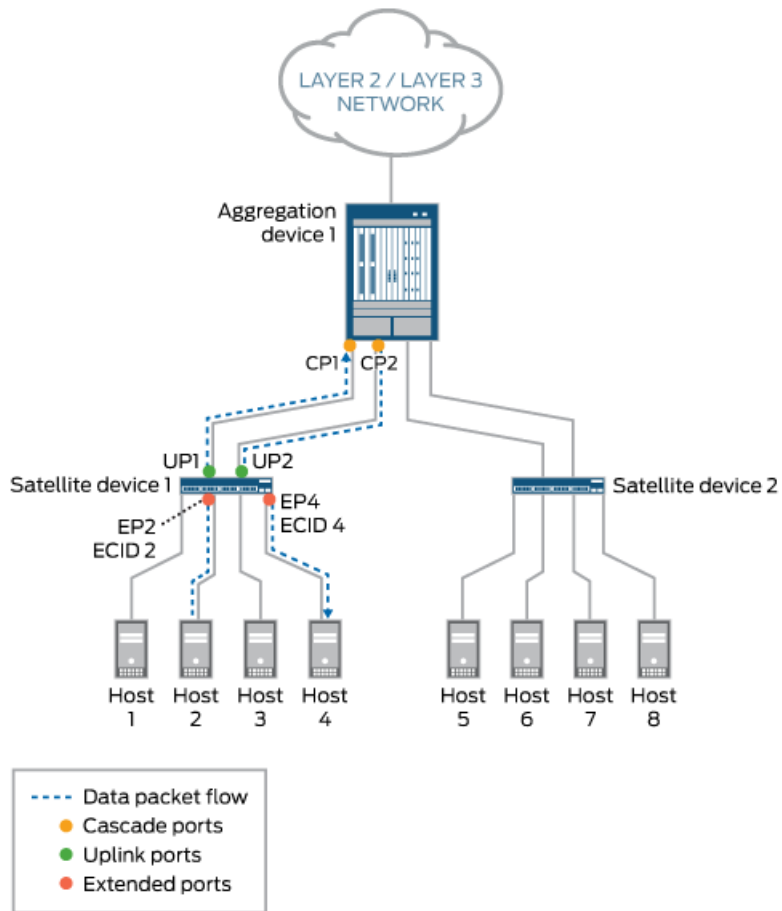 LAYER 2 / LAYER 3
NETWORK
Aggregation
device 1
CP1 CP2
UP1 UP2
Satellite device 1
Satellite device 2
EP2
ECID 2
EP4
ECID 4
Host
1
Host
2
Host
3
Host
4
Host
5
Host
6
Host
7
Host
8
Data packet flow
Cascade ports
Uplink ports
Extended ports